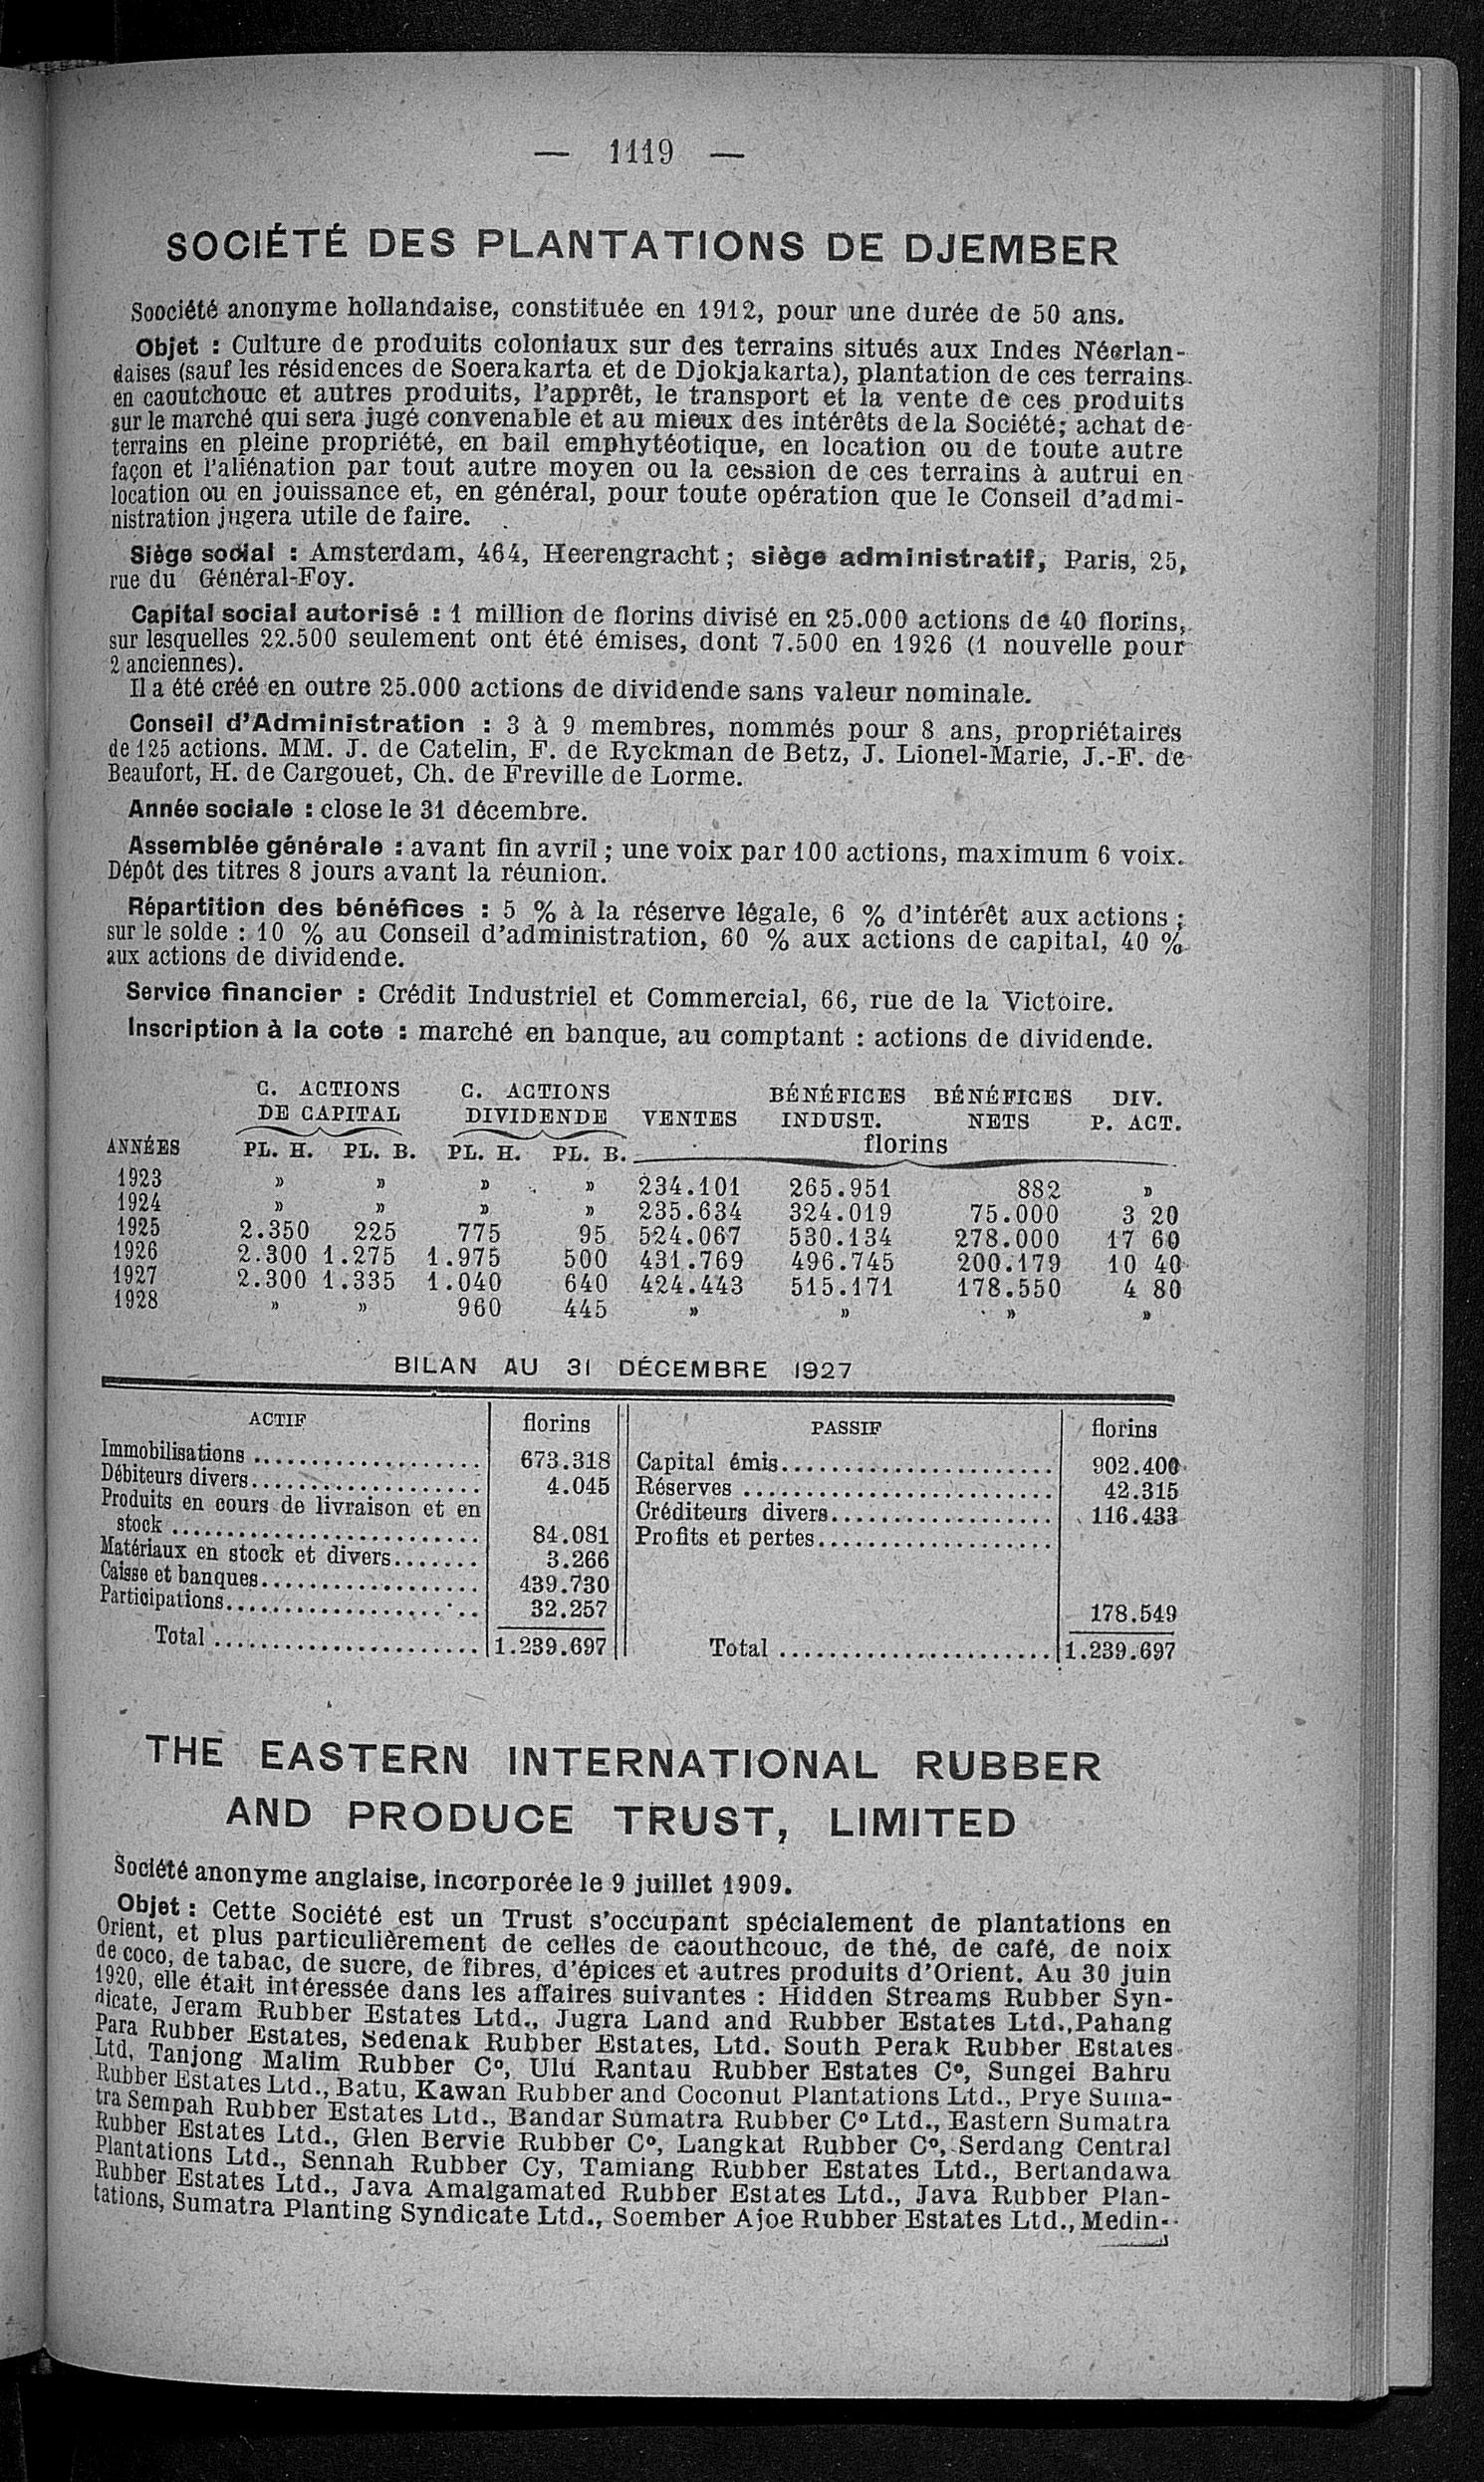 — 1119 —
SOCIÉTÉ DES PLANTATIONS DE DJEMBER
Soociété anonyme hollandaise, constituée en 1912, pour une durée de 50 ans.
Objet : Culture de produits coloniaux sur des terrains situés aux Indes Néerlan-
daises (sauf les résidences de Soerakarta et de Djokjakarta), plantation de ces terrains
en caoutchouc et autres produits, l'apprêt, le transport et la vente de ces produits
sur le marché qui sera jugé convenable et au mieux des intérêts de la Société; achat de
terrains en pleine propriété, en bail emphytéotique, en location ou de toute autre
façon et l'aliénation par tout autre moyen ou la cession de ces terrains à autrui en
location ou en jouissance et, en général, pour toute opération que le Conseil d'admi-
nistration jugera utile de faire.
Siège social : Amsterdam, 464, Heerengracht ; siège administratif, Paris, 25,
rue du Général-Foy.
Capital social autorisé : 1 million de florins divisé en 25.000 actions de 40 florins,
sur lesquelles 22.500 seulement ont été émises, dont 7.500 en 1926 (1 nouvelle pour
2 anciennes).
Il a été créé en outre 25.000 actions de dividende sans valeur nominale.
Conseil d'Administration : 3 à 9 membres, nommés pour 8 ans, propriétaires
de 125 actions. MM. J. de Catelin, F. de Ryckman de Betz, J. Lionel-Marie, J.-F. de
Beaufort, H. de Cargouet, Ch. de Freville de Lorme.
Année sociale : close le 31 décembre.
Assemblée générale : avant fin avril ; une voix par 100 actions, maximum 6 voix.
Dépôt des titres 8 jours avant la réunion.
Répartition des bénéfices : 5 % à la réserve légale, 6 % d'intérêt aux actions ;
sur le solde : 10 % au Conseil d'administration, 60 % aux actions de capital, 40 %
aux actions de dividende.
Service financier : Crédit Industriel et Commercial, 66, rue de la Victoire.
Inscription à la cote : marché en banque, au comptant : actions de dividende.
C. ACTIONS C. ACTIONS BÉNÉFICES BÉNÉFICES DIV.
DE CAPITAL DIVIDENDE VENTES INDUST. NETS P. ACT.
ANNÉES PL. H. PL. B. PL. H. PL. B. florins
1923 » » » » 234.101 265.951 882 »
1924 » » » » 235.634 324.019 75.000 3 20
1925 2.350 225 775 95 524.067 530.134 278.000 17 60
1926 2.300 1.275 1.975 500 431.769 496.745 200.179 10 40
1927 2.300 1.335 1.040 640 424.443 515.171 178.550 4 80
1928 » » 960 445 » » » »
BILAN AU 31 DÉCEMBRE 1927
ACTIF florins PASSIF florins
Immobilisations ................... 673.318 Capital émis....................... 902.400
Débiteurs divers................... 4.045 Réserves .......................... 42.315
Produits en cours de livraison et en Créditeurs divers.................. 116.433
stock .......................... 84.081 Profits et pertes...................
Matériaux en stock et divers....... 3.266
Caisse et banques................... 439.730
Participations..................... 32.257 178.549
Total ....................... 1.239.697 Total ....................... 1.239.697
THE EASTERN INTERNATIONAL RUBBER
AND PRODUCE TRUST, LIMITED
Société anonyme anglaise, incorporée le 9 juillet 1909.
Objet : Cette Société est un Trust s'occupant spécialement de plantations en
Orient, et plus particulièrement de celles de caouthcouc, de thé, de café, de noix
de coco, de tabac, de sucre, de fibres, d'épices et autres produits d'Orient. Au 30 juin
1920, elle était intéressée dans les affaires suivantes : Hidden Streams Rubber Syn-
dicate, Jeram Rubber Estates Ltd., Jugra Land and Rubber Estates Ltd., Pahang
Para Rubber Estates, Sedenak Rubber Estates, Ltd. South Perak Rubber Estates
Ltd, Tanjong Malim Rubber C°, Ulu Rantau Rubber Estates C°, Sungei Bahru
Rubber Estates Ltd., Batu, Kawan Rubber and Coconut Plantations Ltd., Prye Suma-
tra Sempah Rubber Estates Ltd., Bandar Sumatra Rubber C° Ltd., Eastern Sumatra
Rubber Estates Ltd., Glen Bervie Rubber C°, Langkat Rubber C°, Serdang Central
Plantations Ltd., Sennah Rubber Cy, Tamiang Rubber Estates Ltd., Bertandawa
Rubber Estates Ltd., Java Amalgamated Rubber Estates Ltd., Java Rubber Plan-
tations, Sumatra Planting Syndicate Ltd., Soember Ajoe Rubber Estates Ltd., Medin-